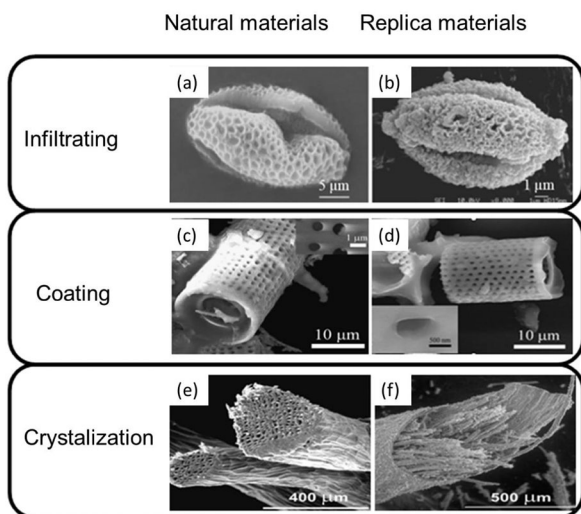 Natural materials Replica materials
Infiltrating
(a)
5 μm
(b)
1 μm
Coating
(c)
1 μm
10 μm
(d)
500 nm
10 μm
Crystalization
(e)
400 μm
(f)
500 μm